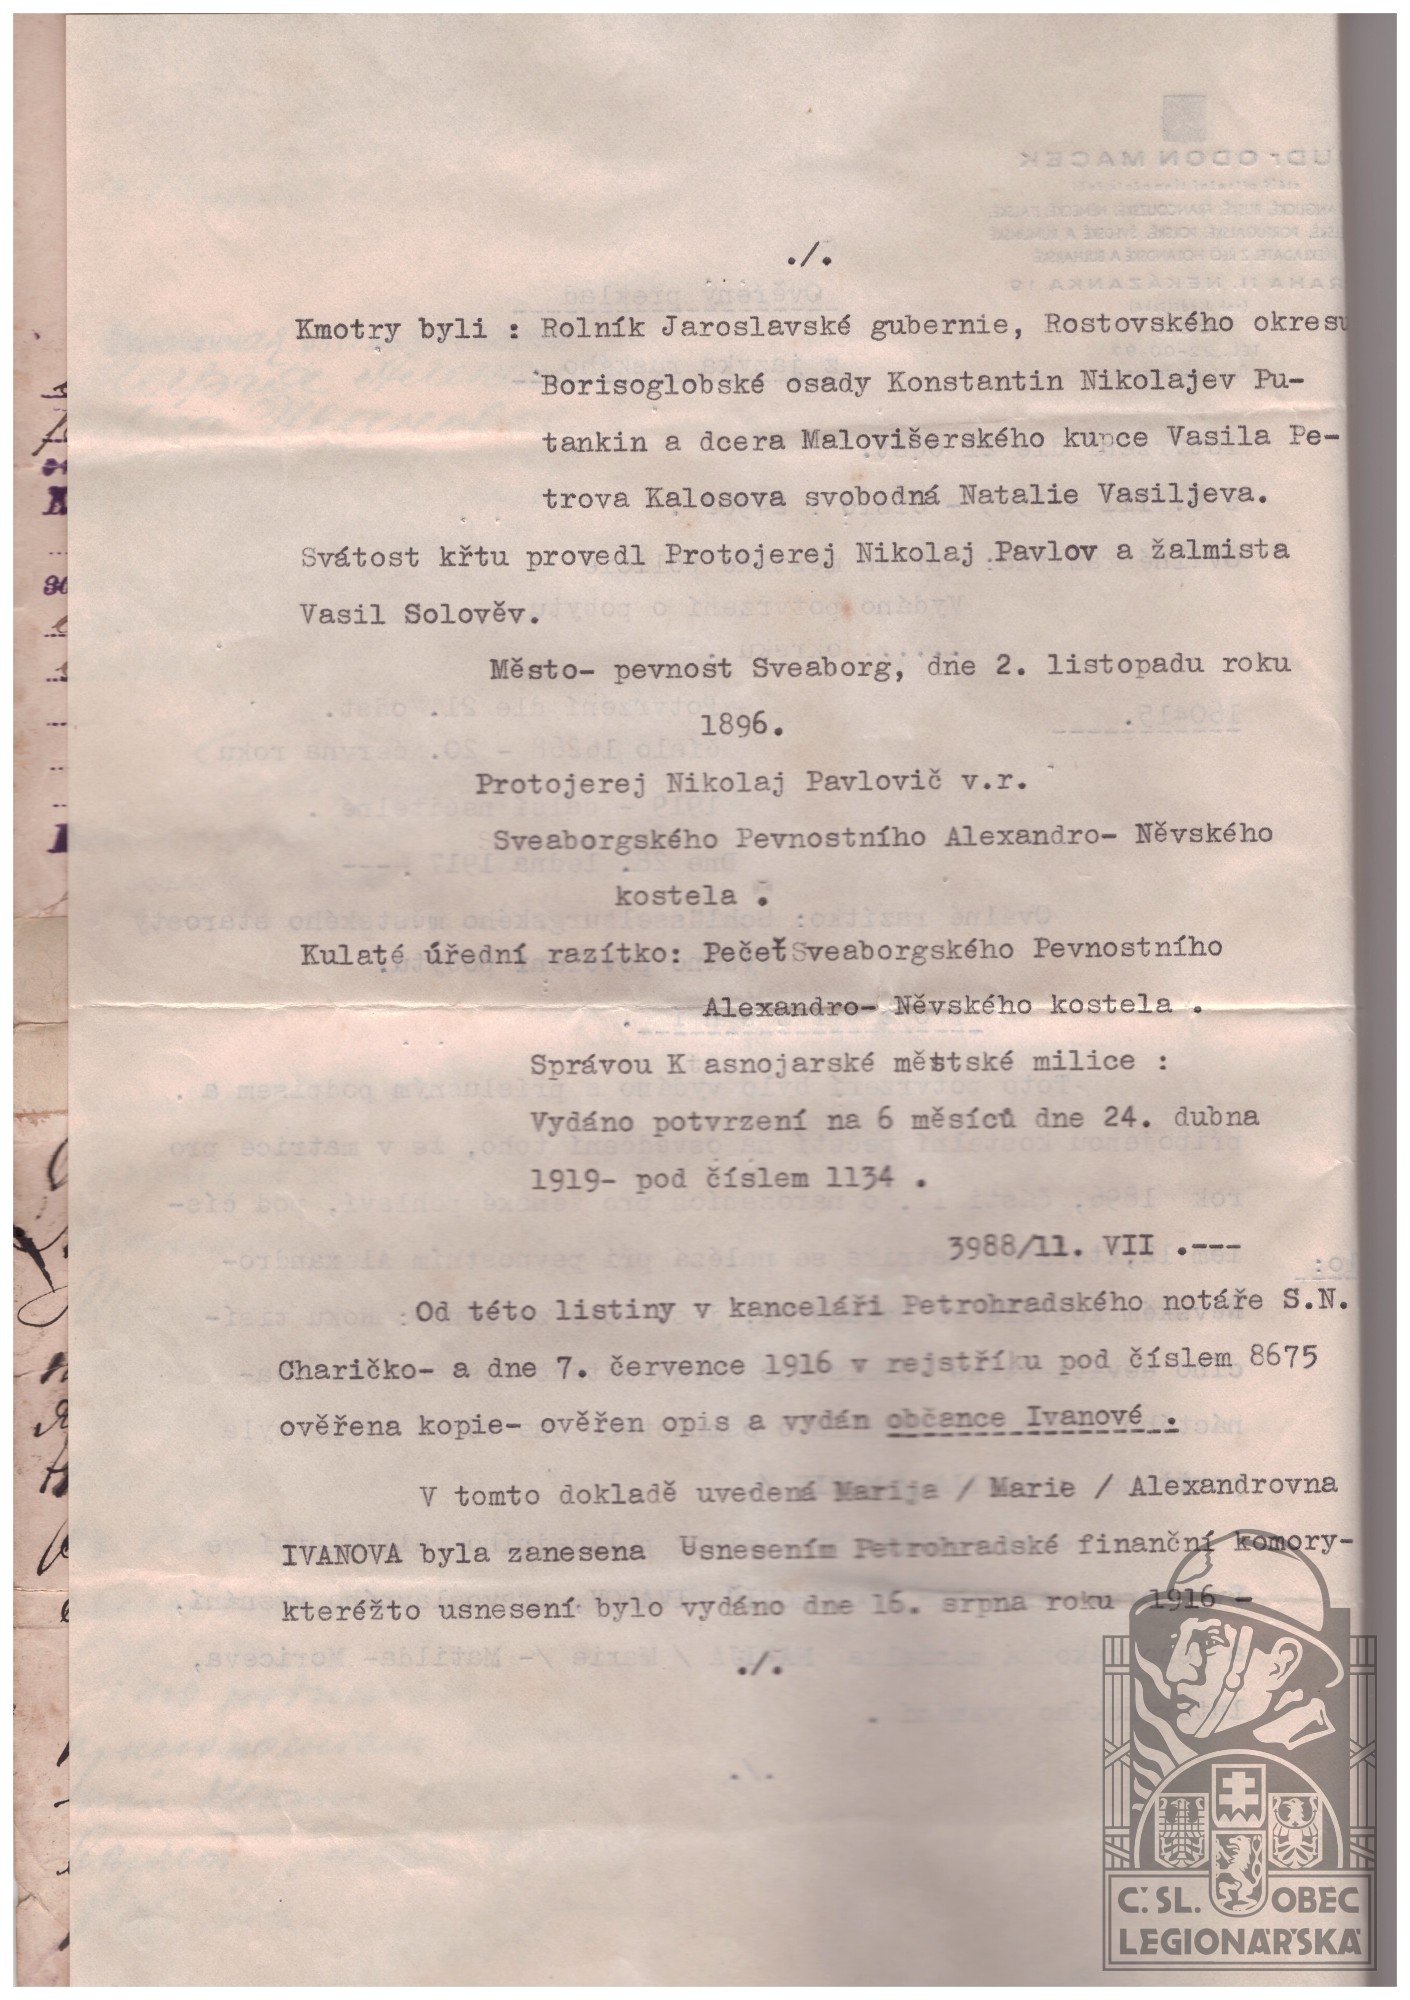 ./.
Kmotry byli : Rolník Jaroslavské gubernie, Rostovského okresu
Borisoglobské osady Konstantin Nikolajev Pu-
tankin a dcera Malovišerského kupce Vasila Pe-
trova Kalosova svobodná Natalie Vasiljeva.
Svátost křtu provedl Protojerej Nikolaj Pavlov a žalmista
Vasil Solověv.
Město- pevnost Sveaborg, dne 2. listopadu roku
1896.
Protojerej Nikolaj Pavlovič v.r.
Sveaborgského Pevnostního Alexandro- Něvského
kostela .
Kulaté úřední razítko: Pečeť Sveaborgského Pevnostního
Alexandro- Něvského kostela .
Správou K asnojarské městské milice :
Vydáno potvrzení na 6 měsíců dne 24. dubna
1919- pod číslem 1134 .
3988/11. VII .---
Od této listiny v kanceláři Petrohradského notáře S.N.
Charičko- a dne 7. července 1916 v rejstříku pod číslem 8675
ověřena kopie- ověřen opis a vydán občance Ivanové .
V tomto dokladě uvedená Marija / Marie / Alexandrovna
IVANOVA byla zanesena Usnesením Petrohradské finanční komory-
kteréžto usnesení bylo vydáno dne 16. srpna roku 1916 -
./.
Č. SL. OBEC
LEGIONÁŘSKÁ